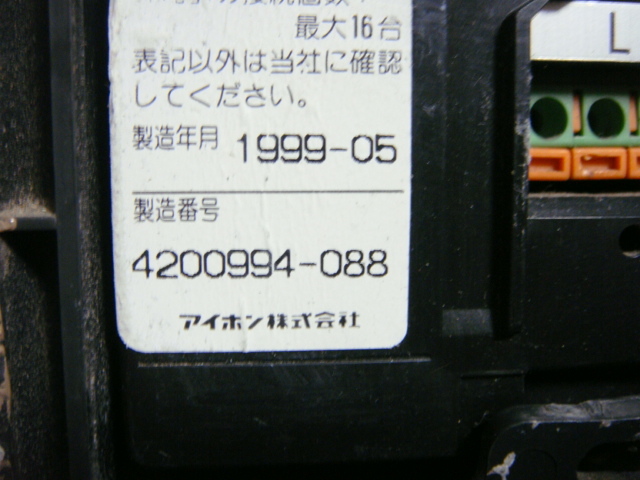 最大16台
表記以外は当社に確認
してください。
製造年月 1999-05
製造番号
4200994-088
アイホン株式会社
L